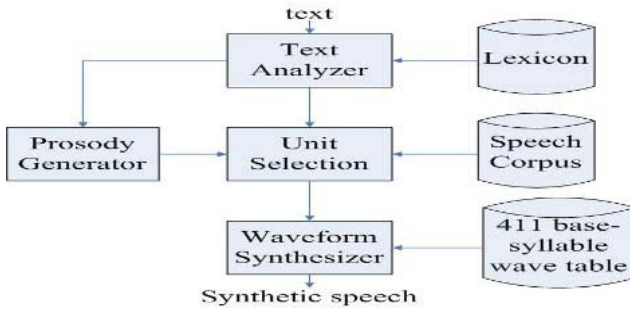 text
Text
Analyzer
Lexicon
Prosody
Generator
Unit
Selection
Speech
Corpus
Waveform
Synthesizer
411 base-
syllable
wave table
Synthetic speech